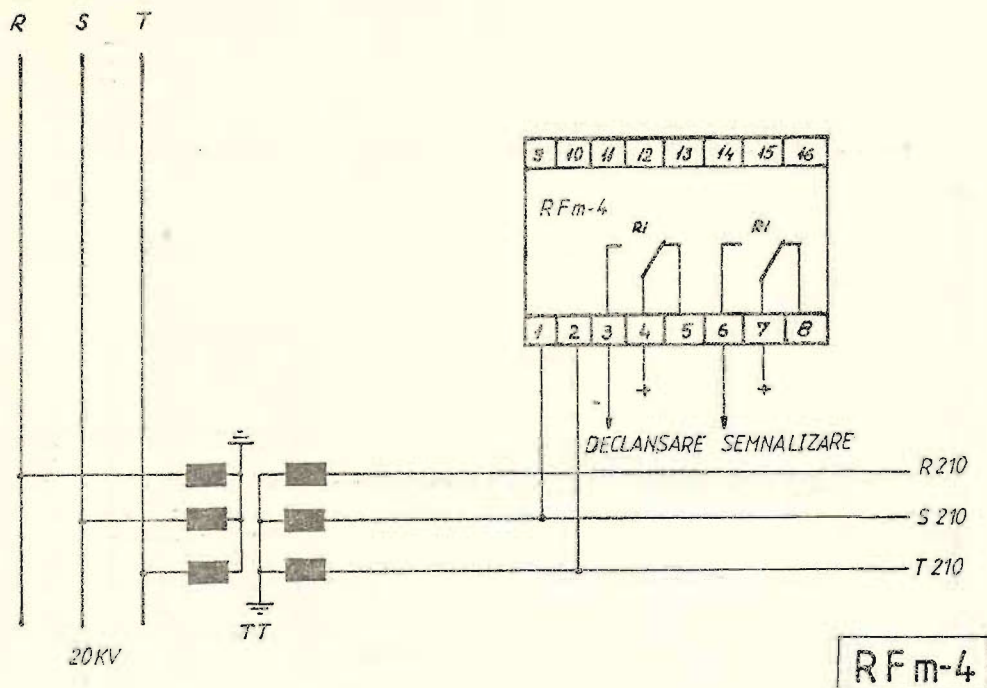 R S T
9 10 11 12 13 14 15 16
RFm-4
RI RI
1 2 3 4 5 6 7 8
+ +
DECLANSARE SEMNALIZARE
R 210
S 210
T 210
TT
20KV
RFm-4